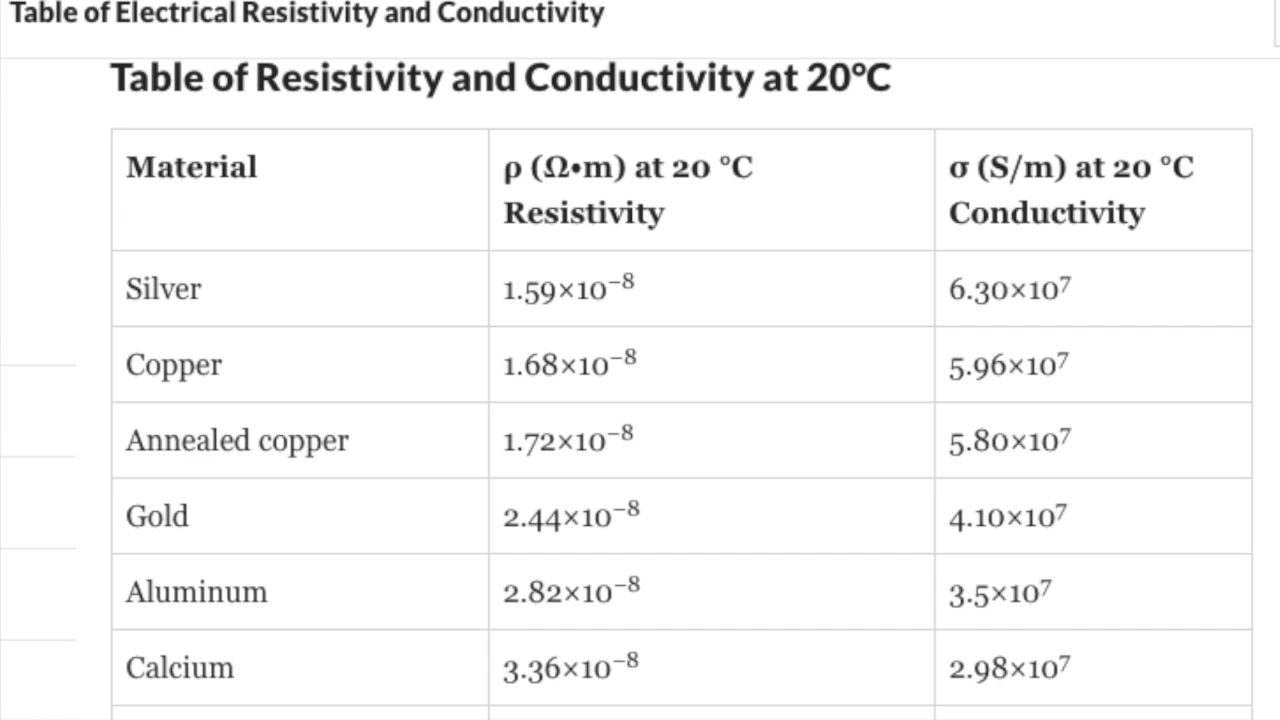 Table of Electrical Resistivity and Conductivity
Table of Resistivity and Conductivity at 20°C
Material ρ (Ω•m) at 20 °C σ (S/m) at 20 °C
Resistivity Conductivity
Silver 1.59×10⁻⁸ 6.30×10⁷
Copper 1.68×10⁻⁸ 5.96×10⁷
Annealed copper 1.72×10⁻⁸ 5.80×10⁷
Gold 2.44×10⁻⁸ 4.10×10⁷
Aluminum 2.82×10⁻⁸ 3.5×10⁷
Calcium 3.36×10⁻⁸ 2.98×10⁷